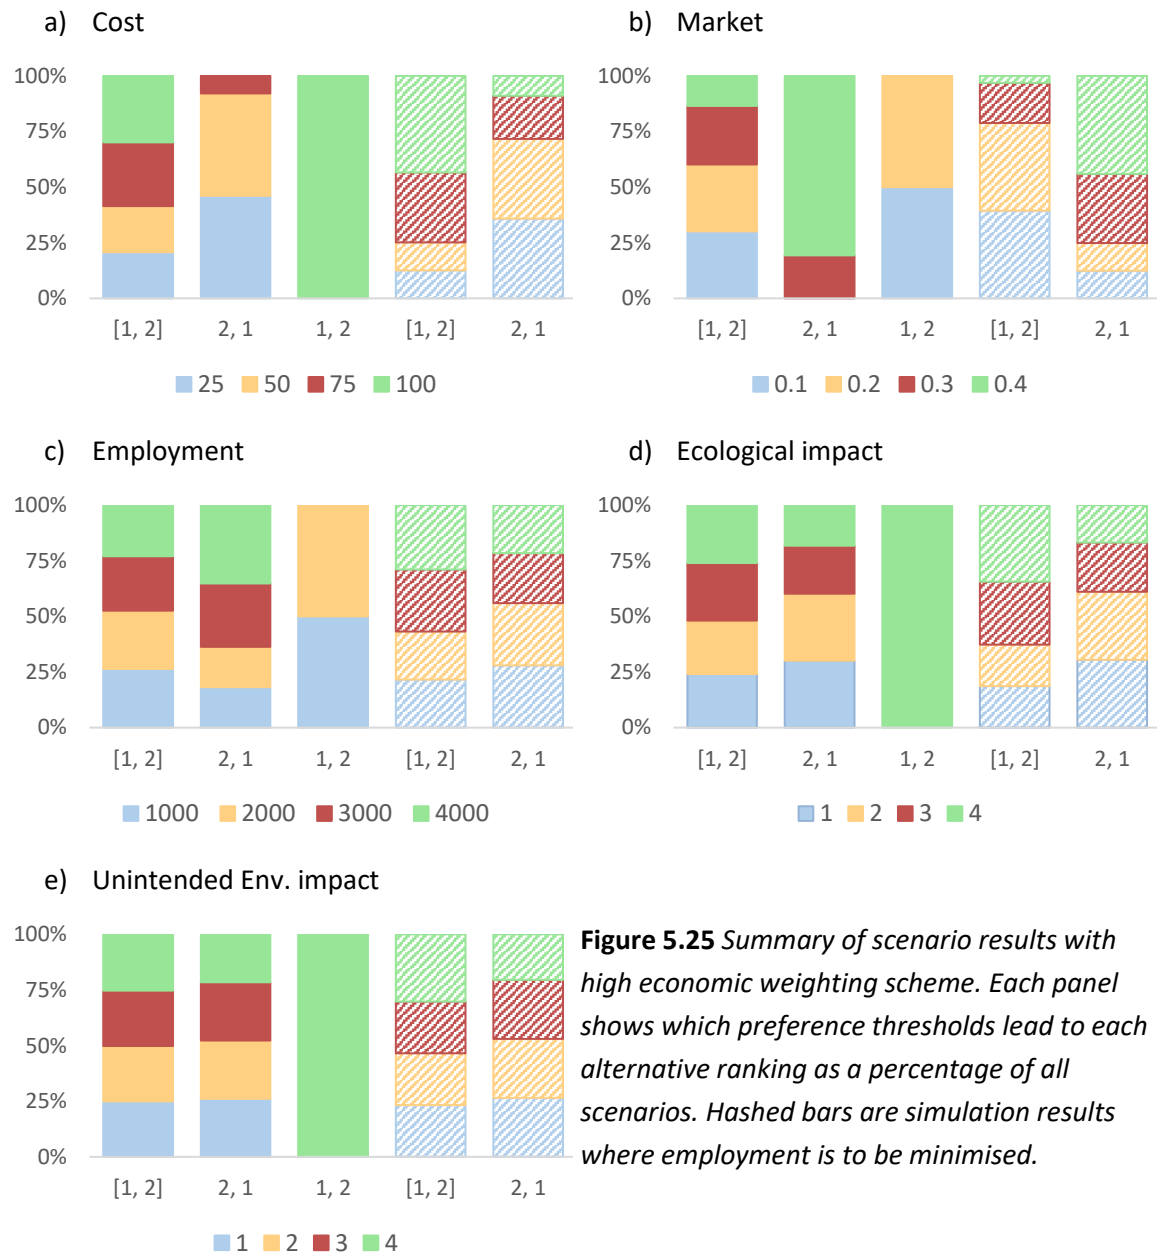 a) Cost
100%
75%
50%
25%
0%
[1, 2] 2, 1 1, 2 [1, 2] 2, 1
25 50 75 100
b) Market
100%
75%
50%
25%
0%
[1, 2] 2, 1 1, 2 [1, 2] 2, 1
0.1 0.2 0.3 0.4
c) Employment
100%
75%
50%
25%
0%
[1, 2] 2, 1 1, 2 [1, 2] 2, 1
1000 2000 3000 4000
d) Ecological impact
100%
75%
50%
25%
0%
[1, 2] 2, 1 1, 2 [1, 2] 2, 1
1 2 3 4
e) Unintended Env. impact
100%
75%
50%
25%
0%
[1, 2] 2, 1 1, 2 [1, 2] 2, 1
1 2 3 4
Figure 5.25 Summary of scenario results with
high economic weighting scheme. Each panel
shows which preference thresholds lead to each
alternative ranking as a percentage of all
scenarios. Hashed bars are simulation results
where employment is to be minimised.